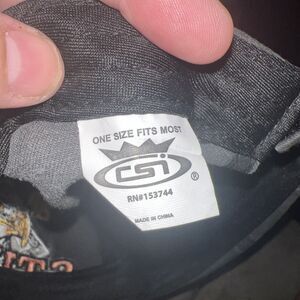 ONE SIZE FITS MOST
CSI
®
RN#153744
MADE IN CHINA